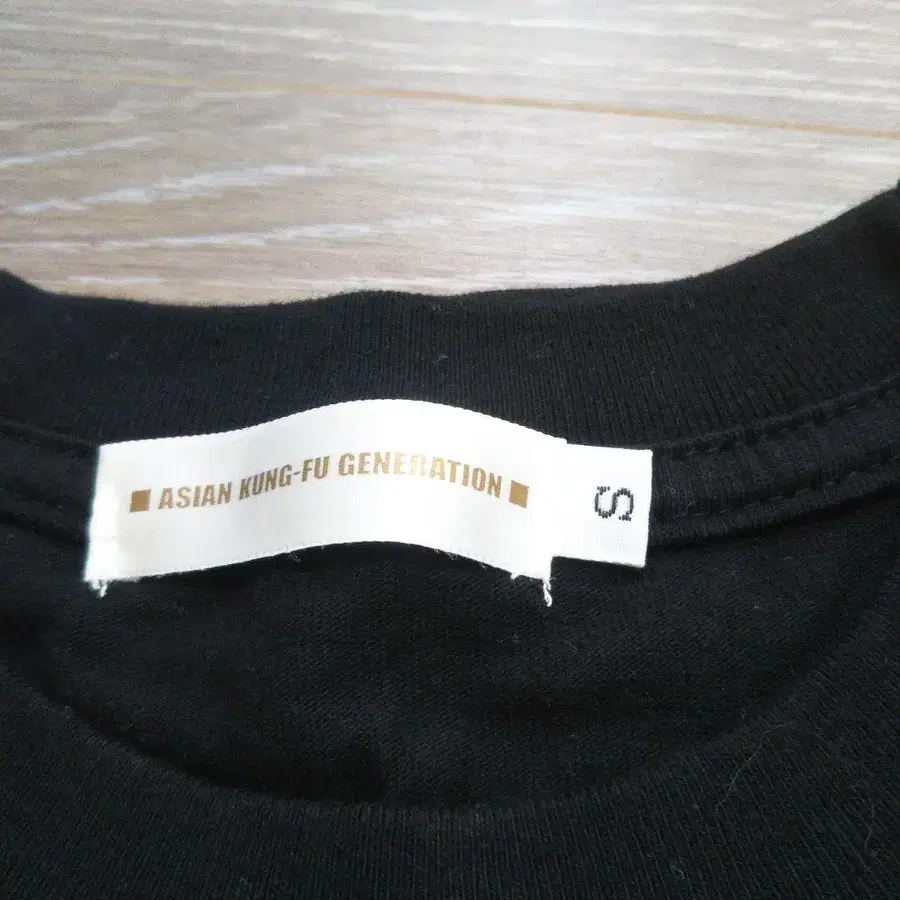 ■ ASIAN KUNG-FU GENERATION ■
S